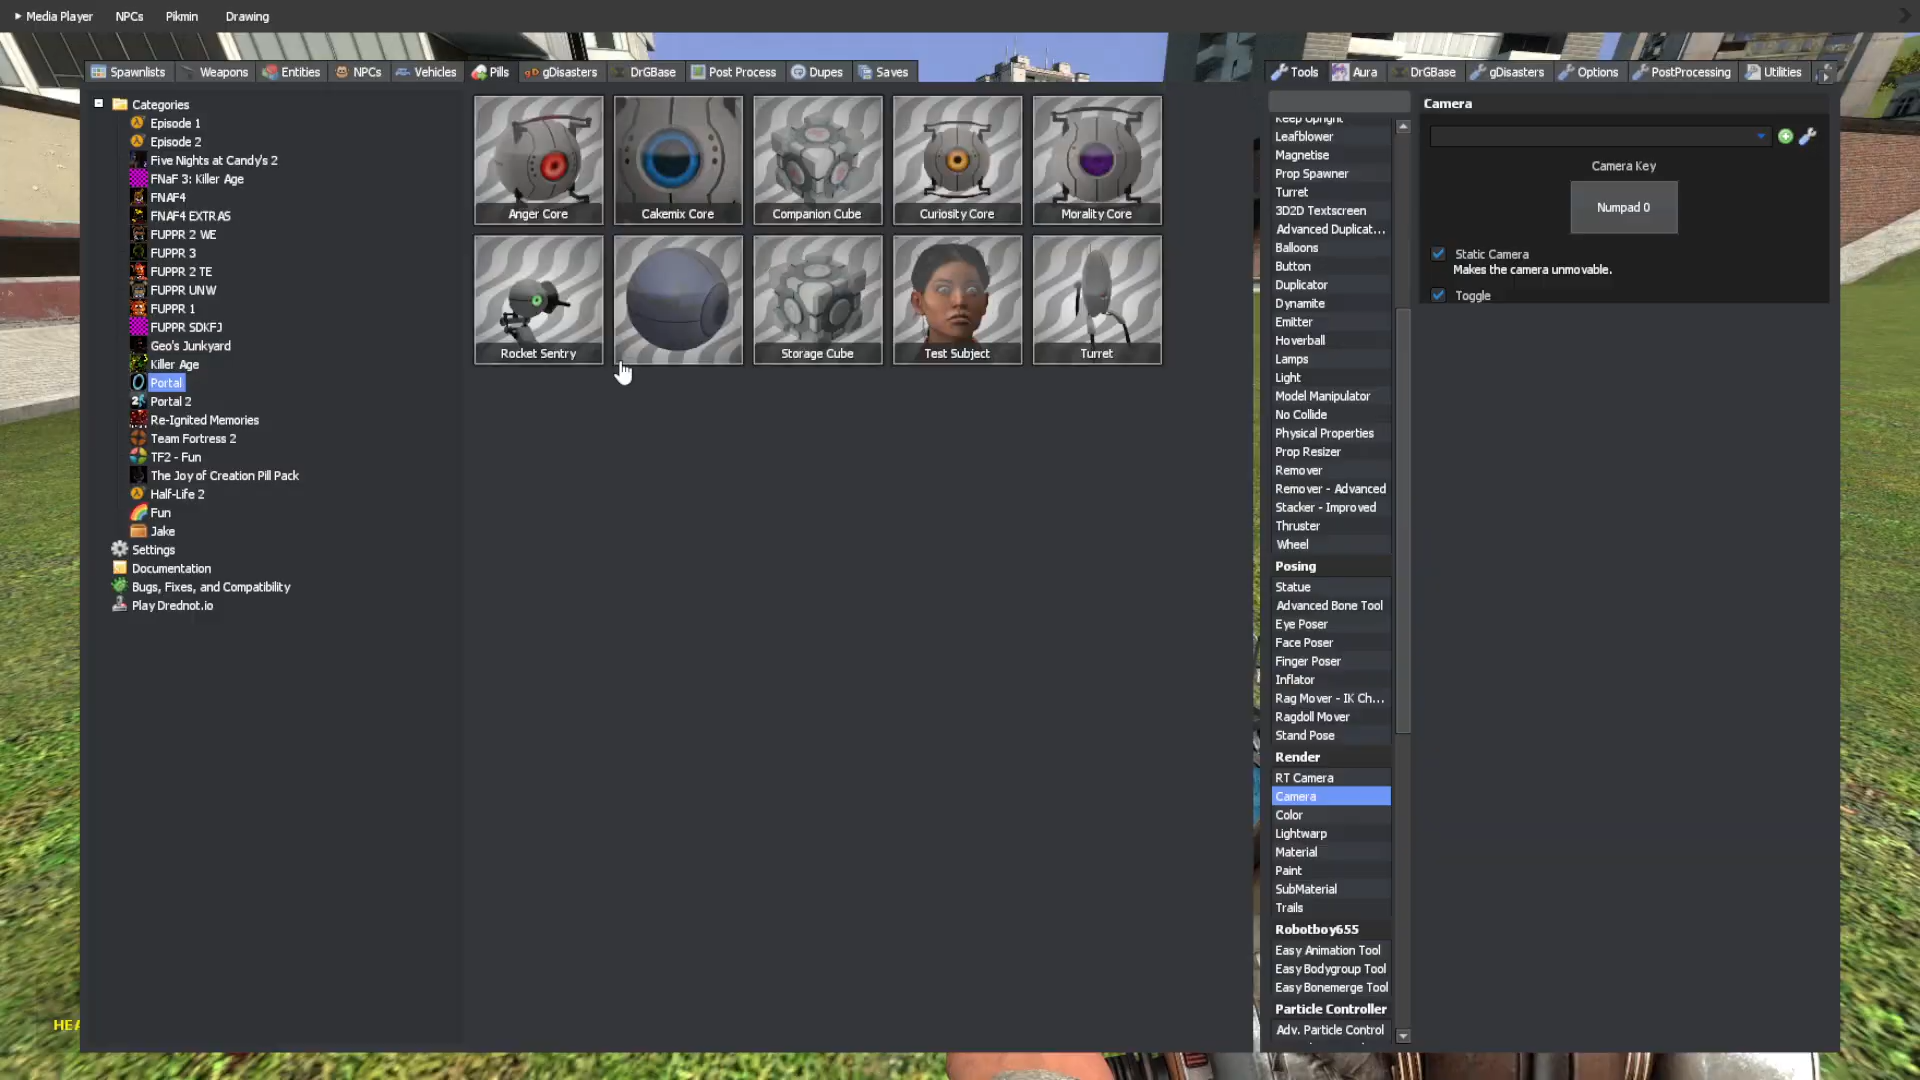 Media Player NPCs Pikmin Drawing
Spawnlists Weapons Entities NPCs Vehicles Pills gDisasters DrGBase Post Process Dupes Saves
Tools Aura DrGBase gDisasters Options PostProcessing Utilities
Categories
Episode 1
Episode 2
Five Nights at Candy's 2
FNaF 3: Killer Age
FNAF4
FNAF4 EXTRAS
FUPPR 2 WE
FUPPR 3
FUPPR 2 TE
FUPPR UNW
FUPPR 1
FUPPR SDKFJ
Geo's Junkyard
Killer Age
Portal
Portal 2
Re-Ignited Memories
Team Fortress 2
TF2 - Fun
The Joy of Creation Pill Pack
Half-Life 2
Fun
Jake
Settings
Documentation
Bugs, Fixes, and Compatibility
Play Drednot.io
Anger Core Cakemix Core Companion Cube Curiosity Core Morality Core
Rocket Sentry Storage Cube Test Subject Turret
Keep Upright
Leafblower
Magnetise
Prop Spawner
Turret
3D2D Textscreen
Advanced Duplicat...
Balloons
Button
Duplicator
Dynamite
Emitter
Hoverball
Lamps
Light
Model Manipulator
No Collide
Physical Properties
Prop Resizer
Remover
Remover - Advanced
Stacker - Improved
Thruster
Wheel
Posing
Statue
Advanced Bone Tool
Eye Poser
Face Poser
Finger Poser
Inflator
Rag Mover - IK Ch...
Ragdoll Mover
Stand Pose
Render
RT Camera
Camera
Color
Lightwarp
Material
Paint
SubMaterial
Trails
Robotboy655
Easy Animation Tool
Easy Bodygroup Tool
Easy Bonemerge Tool
Particle Controller
Adv. Particle Control
Camera
Camera Key
Numpad 0
Static Camera
Makes the camera unmovable.
Toggle
HEA